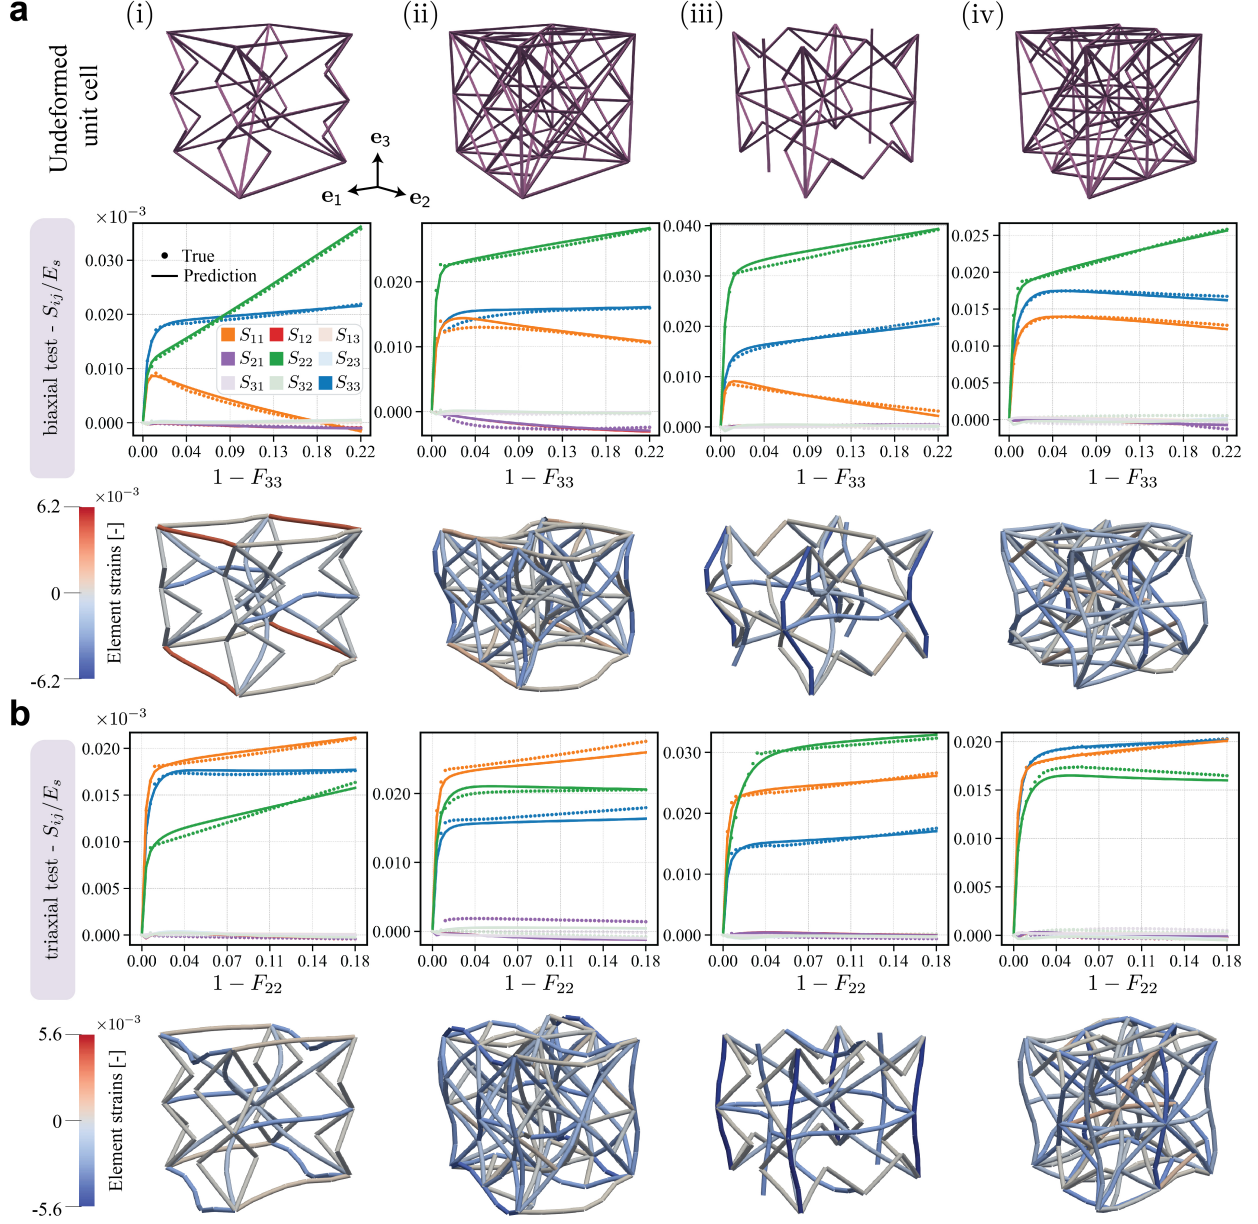 a
(i)
(ii)
(iii)
(iv)
Undeformed
unit cell
e₃
e₁
e₂
×10⁻³
biaxial test - Sᵢⱼ/Eₛ
0.030
0.020
0.010
0.000
True
Prediction
S₁₁ S₁₂ S₁₃
S₂₁ S₂₂ S₂₃
S₃₁ S₃₂ S₃₃
0.00 0.04 0.09 0.13 0.18 0.22
1 − F₃₃
0.020
0.010
0.000
0.00 0.04 0.09 0.13 0.18 0.22
1 − F₃₃
0.040
0.030
0.020
0.010
0.000
0.00 0.04 0.09 0.13 0.18 0.22
1 − F₃₃
0.025
0.020
0.015
0.010
0.005
0.000
0.00 0.04 0.09 0.13 0.18 0.22
1 − F₃₃
×10⁻³
6.2
0
-6.2
Element strains [-]
b
×10⁻³
triaxial test - Sᵢⱼ/Eₛ
0.020
0.015
0.010
0.005
0.000
0.00 0.04 0.07 0.11 0.14 0.18
1 − F₂₂
0.020
0.010
0.000
0.00 0.04 0.07 0.11 0.14 0.18
1 − F₂₂
0.030
0.020
0.010
0.000
0.00 0.04 0.07 0.11 0.14 0.18
1 − F₂₂
0.020
0.015
0.010
0.005
0.000
0.00 0.04 0.07 0.11 0.14 0.18
1 − F₂₂
×10⁻³
5.6
0
-5.6
Element strains [-]